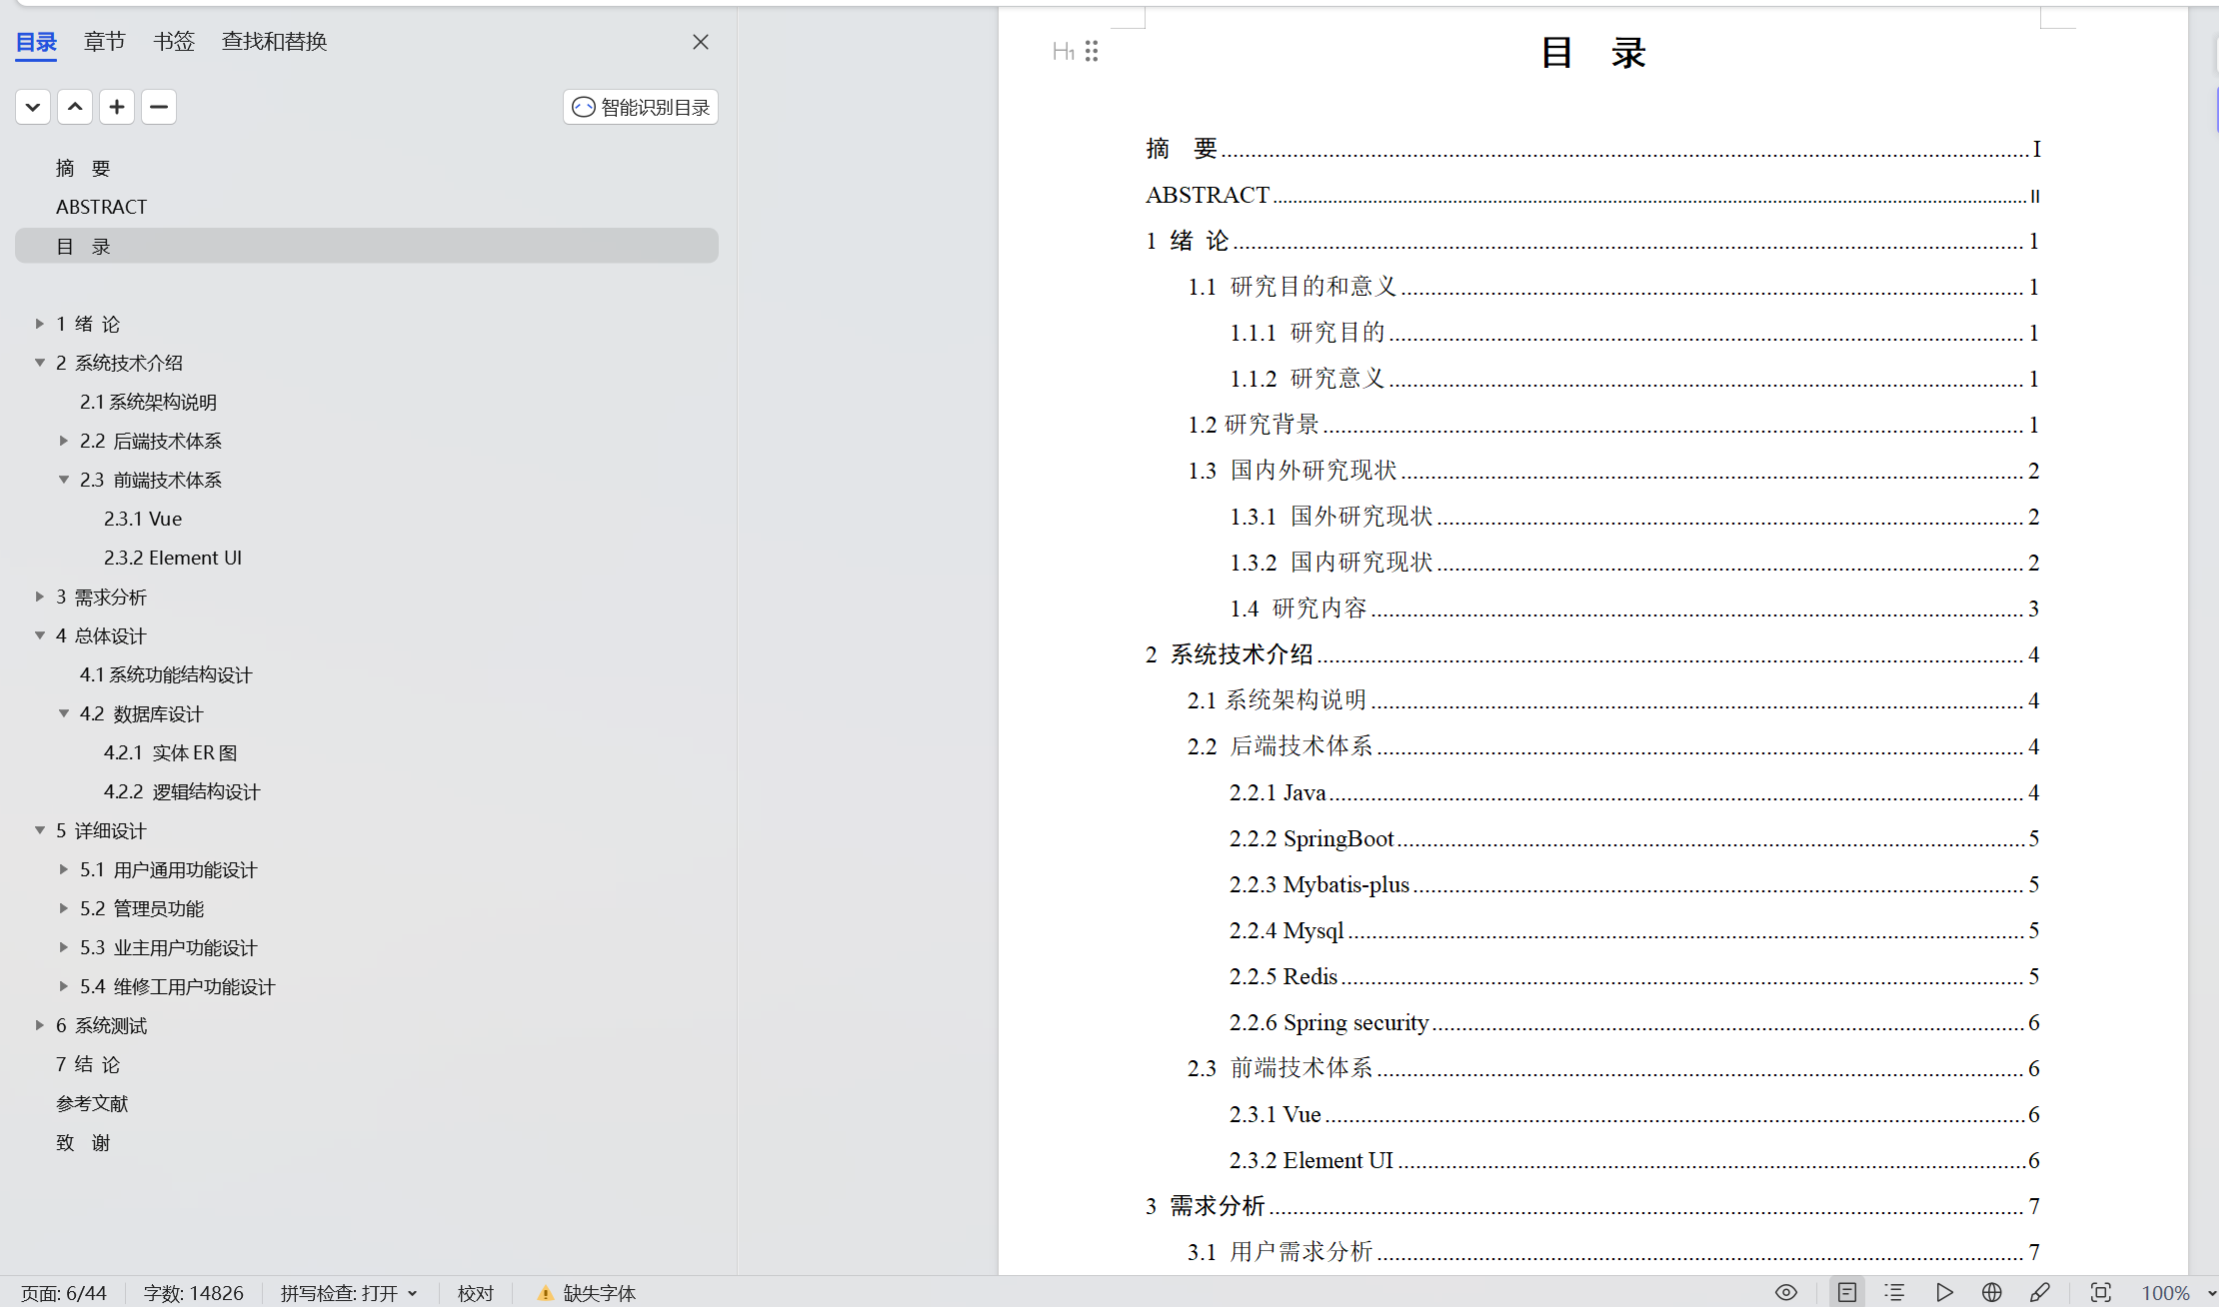 目录 章节 书签 查找和替换
智能识别目录
摘 要
ABSTRACT
目 录
1 绪 论
2 系统技术介绍
2.1系统架构说明
2.2 后端技术体系
2.3 前端技术体系
2.3.1 Vue
2.3.2 Element UI
3 需求分析
4 总体设计
4.1系统功能结构设计
4.2 数据库设计
4.2.1 实体 ER 图
4.2.2 逻辑结构设计
5 详细设计
5.1 用户通用功能设计
5.2 管理员功能
5.3 业主用户功能设计
5.4 维修工用户功能设计
6 系统测试
7 结 论
参考文献
致 谢
H1
目 录
摘 要 I
ABSTRACT II
1 绪 论 1
1.1 研究目的和意义 1
1.1.1 研究目的 1
1.1.2 研究意义 1
1.2 研究背景 1
1.3 国内外研究现状 2
1.3.1 国外研究现状 2
1.3.2 国内研究现状 2
1.4 研究内容 3
2 系统技术介绍 4
2.1 系统架构说明 4
2.2 后端技术体系 4
2.2.1 Java 4
2.2.2 SpringBoot 5
2.2.3 Mybatis-plus 5
2.2.4 Mysql 5
2.2.5 Redis 5
2.2.6 Spring security 6
2.3 前端技术体系 6
2.3.1 Vue 6
2.3.2 Element UI 6
3 需求分析 7
3.1 用户需求分析 7
页面: 6/44 字数: 14826 拼写检查: 打开 校对 缺失字体 100%